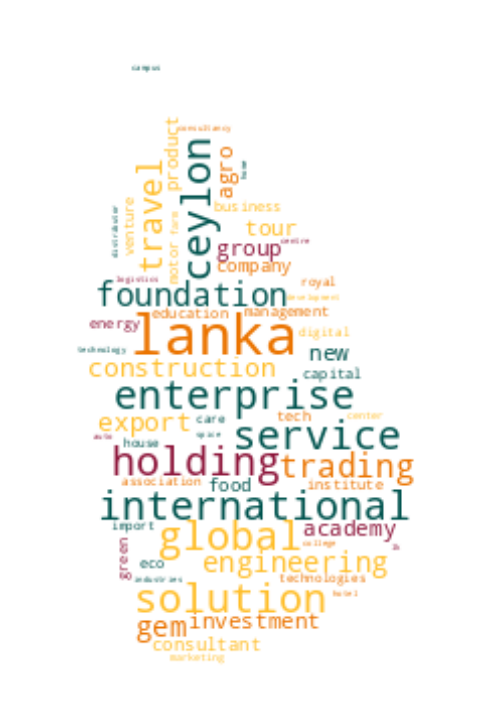 campus
consultancy
product
ceylon
agro
home
travel
business
venture
distributor
fare
tour
motor
group
centre
company
logistics
royal
foundation
development
education
management
energy
lanka
digital
technology
new
construction
capital
enterprise
export
care
tech
center
auto
house
spice
service
holding
trading
association
food
institute
international
import
global
academy
green
college
lk
eco
engineering
industries
technologies
solution
hotel
gem
investment
consultant
marketing